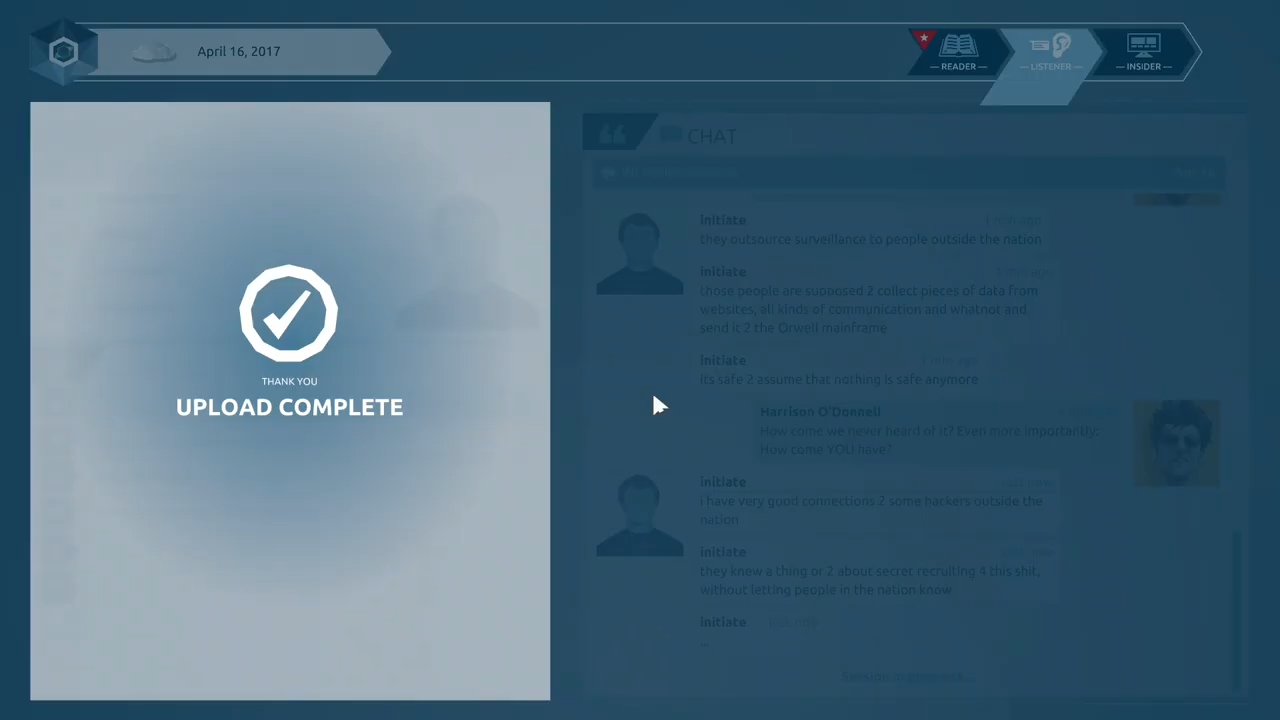 April 16, 2017
— READER —
— LISTENER —
— INSIDER —
THANK YOU
UPLOAD COMPLETE
CHAT
initiate
they outsource surveillance to people outside the nation
initiate
those people are supposed 2 collect pieces of data from
websites, all kinds of communication and whatnot and
send it 2 the Orwell mainframe
initiate
its safe 2 assume that nothing is safe anymore
Harrison O'Donnell
How come we never heard of it? Even more importantly:
How come YOU have?
initiate
i have very good connections 2 some hackers outside the
nation
initiate
they knew a thing or 2 about secret recruiting 4 this shit,
without letting people in the nation know
initiate
...
Session in progress...